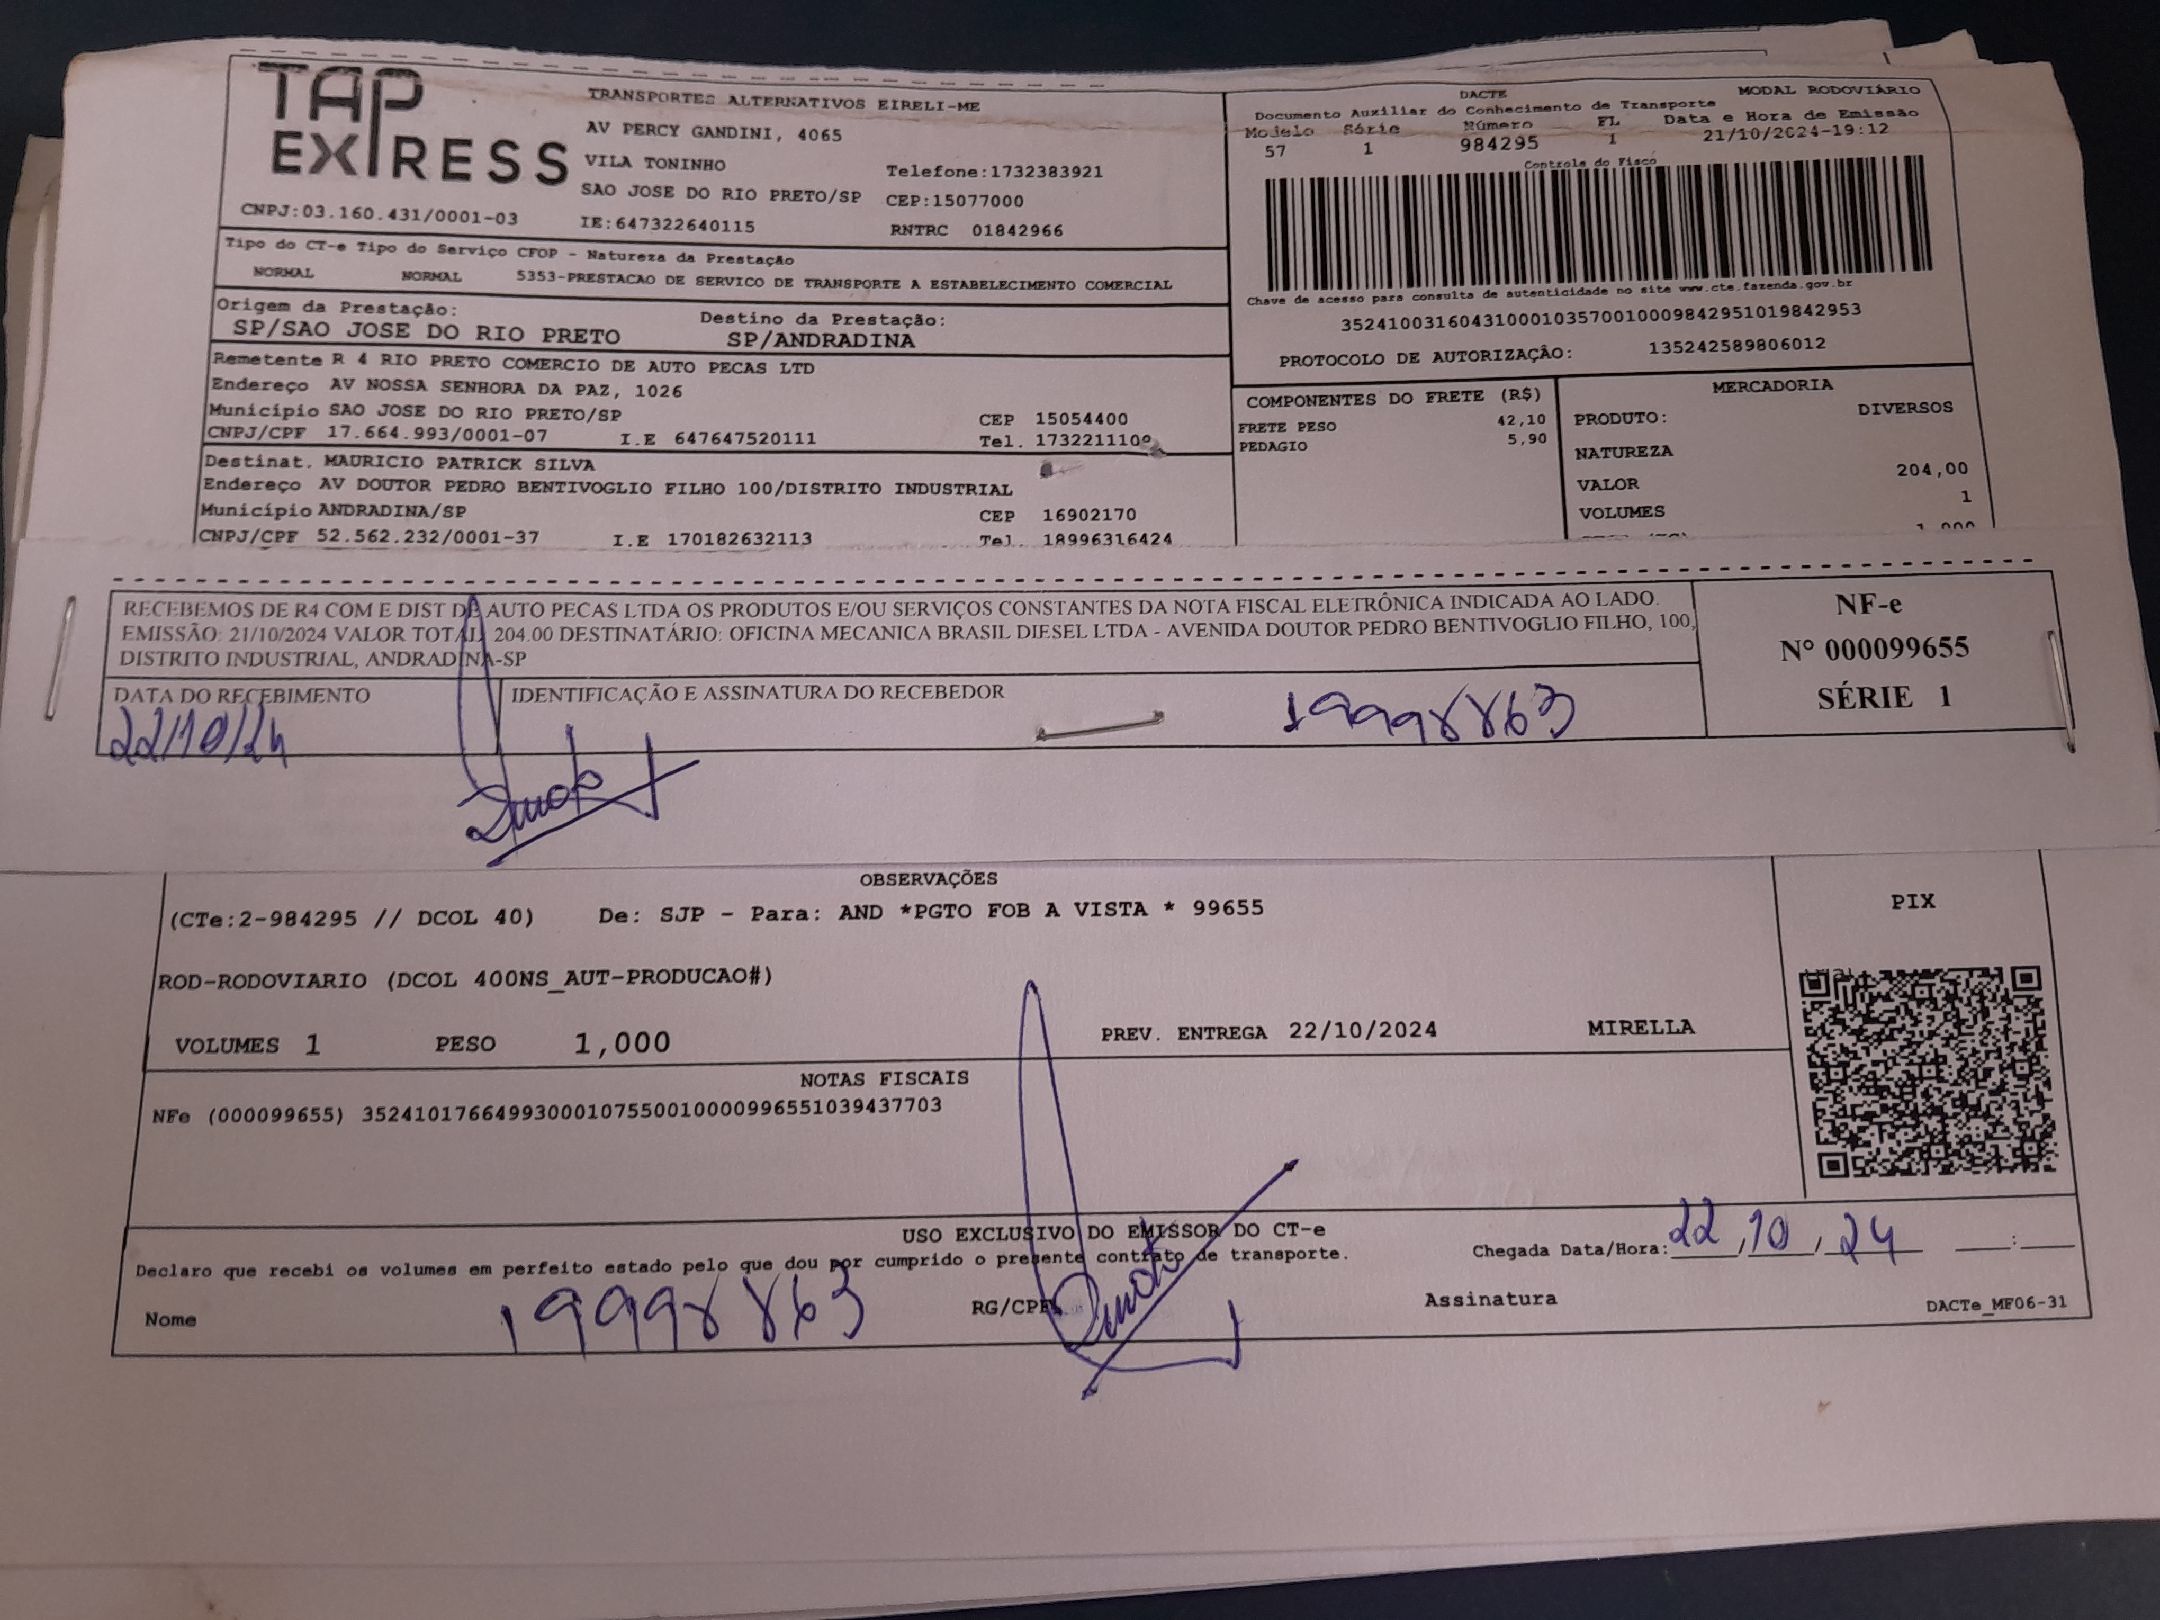 TAP EXPRESS
TRANSPORTES ALTERNATIVOS EIRELI-ME
AV PERCY GANDINI, 4065
VILA TONINHO
Telefone:1732383921
SAO JOSE DO RIO PRETO/SP CEP:15077000
CNPJ:03.160.431/0001-03 IE:647322640115 RNTRC 01842966
DACTE MODAL RODOVIÁRIO
Documento Auxiliar do Conhecimento de Transporte
Modelo Série Número FL Data e Hora de Emissão
57 1 984295 1 21/10/2024-19:12
Controle do Fisco
Chave de acesso para consulta de autenticidade no site www.cte.fazenda.gov.br
35241003160431000103570010009842951019842953
PROTOCOLO DE AUTORIZAÇÃO: 135242589806012
Tipo do CT-e Tipo do Serviço CFOP - Natureza da Prestação
NORMAL NORMAL 5353-PRESTACAO DE SERVICO DE TRANSPORTE A ESTABELECIMENTO COMERCIAL
Origem da Prestação: Destino da Prestação:
SP/SAO JOSE DO RIO PRETO SP/ANDRADINA
Remetente R 4 RIO PRETO COMERCIO DE AUTO PECAS LTD
Endereço AV NOSSA SENHORA DA PAZ, 1026
Município SAO JOSE DO RIO PRETO/SP CEP 15054400
CNPJ/CPF 17.664.993/0001-07 I.E 647647520111 Tel.
Destinat. MAURICIO PATRICK SILVA
Endereço AV DOUTOR PEDRO BENTIVOGLIO FILHO 100/DISTRITO INDUSTRIAL
Município ANDRADINA/SP CEP 16902170
CNPJ/CPF 52.562.232/0001-37 I.E 170182632113 Tel. 18996316424
COMPONENTES DO FRETE (R$)
FRETE PESO 42,10
PEDAGIO 5,90
MERCADORIA
PRODUTO: DIVERSOS
NATUREZA
VALOR 204,00
VOLUMES 1
RECEBEMOS DE R4 COM E DIST DE AUTO PECAS LTDA OS PRODUTOS E/OU SERVIÇOS CONSTANTES DA NOTA FISCAL ELETRÔNICA INDICADA AO LADO.
EMISSÃO: 21/10/2024 VALOR TOTAL: 204.00 DESTINATÁRIO: OFICINA MECANICA BRASIL DIESEL LTDA - AVENIDA DOUTOR PEDRO BENTIVOGLIO FILHO, 100,
DISTRITO INDUSTRIAL, ANDRADINA-SP
NF-e
N° 000099655
SÉRIE 1
DATA DO RECEBIMENTO IDENTIFICAÇÃO E ASSINATURA DO RECEBEDOR
22/10/24 19998863
OBSERVAÇÕES
(CTe:2-984295 // DCOL 40) De: SJP - Para: AND *PGTO FOB A VISTA * 99655
PIX
ROD-RODOVIARIO (DCOL 400NS_AUT-PRODUCAO#)
VOLUMES 1 PESO 1,000 PREV. ENTREGA 22/10/2024 MIRELLA
NOTAS FISCAIS
NFe (000099655) 35241017664993000107550010000996551039437703
USO EXCLUSIVO DO EMISSOR DO CT-e
Declaro que recebi os volumes em perfeito estado pelo que dou por cumprido o presente contrato de transporte.
Chegada Data/Hora: 22/10/24 :
Nome 19998863 RG/CPF Assinatura DACTe_MF06-31